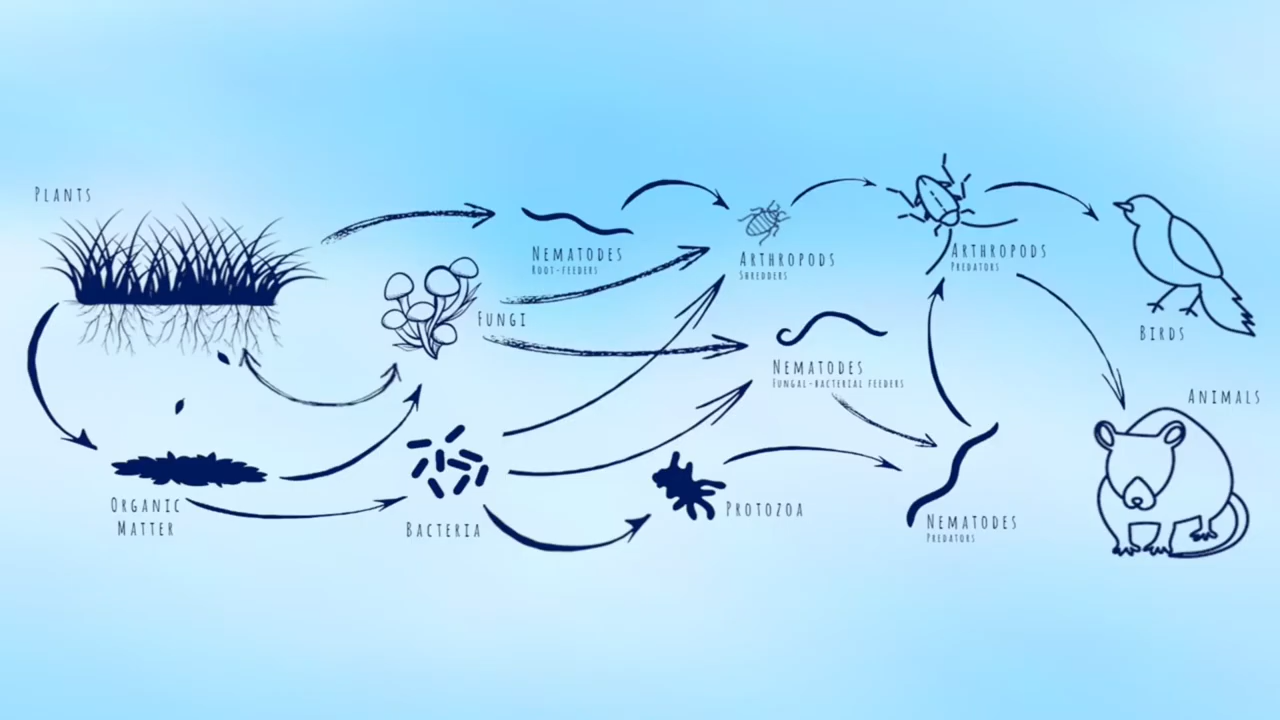 Plants
Nematodes
Root-feeders
Arthropods
Shredders
Arthropods
Predators
Fungi
Birds
Nematodes
Fungal-bacterial feeders
Animals
Organic
Matter
Bacteria
Protozoa
Nematodes
Predators